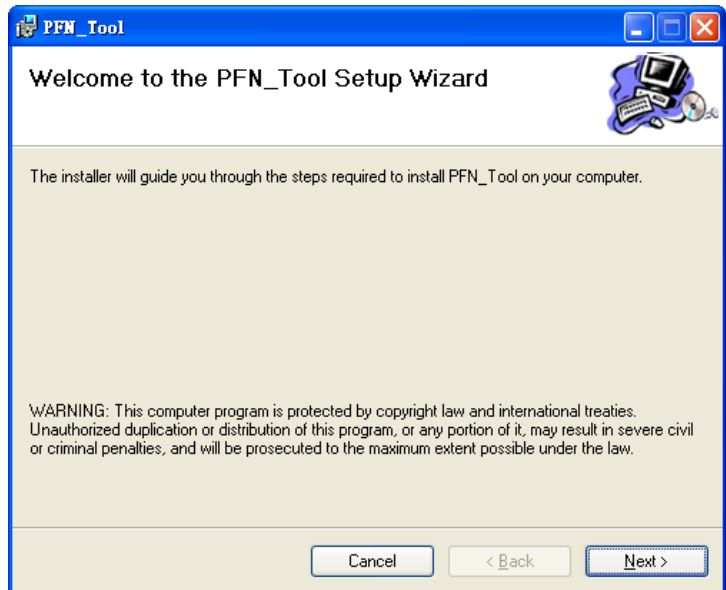 PFN_Tool
Welcome to the PFN_Tool Setup Wizard
The installer will guide you through the steps required to install PFN_Tool on your computer.
WARNING: This computer program is protected by copyright law and international treaties.
Unauthorized duplication or distribution of this program, or any portion of it, may result in severe civil
or criminal penalties, and will be prosecuted to the maximum extent possible under the law.
Cancel
< Back
Next >